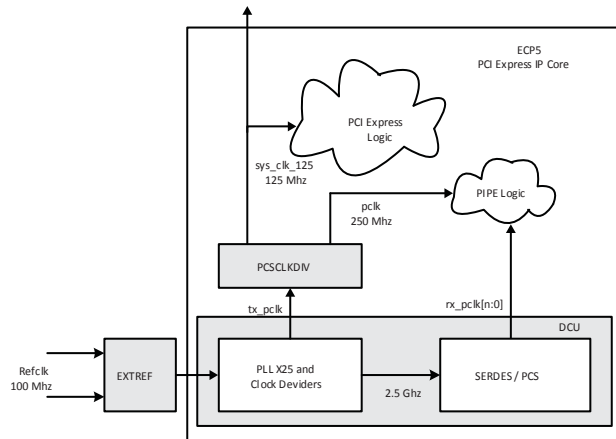 ECP5
PCI Express IP Core
PCI Express
Logic
sys_clk_125
125 Mhz
pclk
250 Mhz
PIPE Logic
PCSCLKDIV
tx_pclk
rx_pclk[n:0]
DCU
Refclk
100 Mhz
EXTREF
PLL X25 and
Clock Deviders
2.5 Ghz
SERDES / PCS